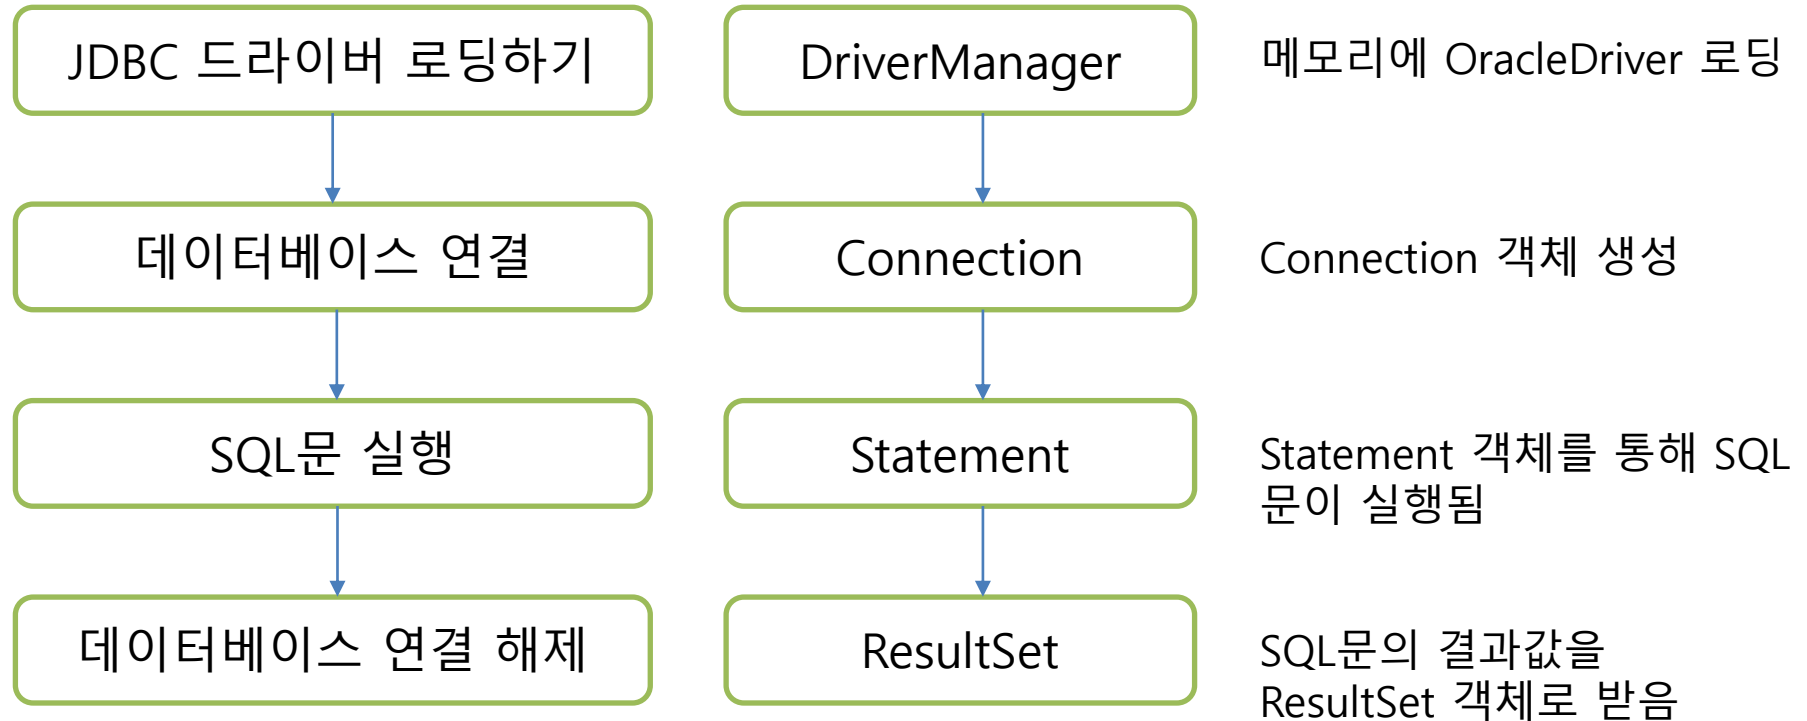 JDBC 드라이버 로딩하기
DriverManager
메모리에 OracleDriver 로딩
데이터베이스 연결
Connection
Connection 객체 생성
SQL문 실행
Statement
Statement 객체를 통해 SQL
문이 실행됨
데이터베이스 연결 해제
ResultSet
SQL문의 결과값을
ResultSet 객체로 받음